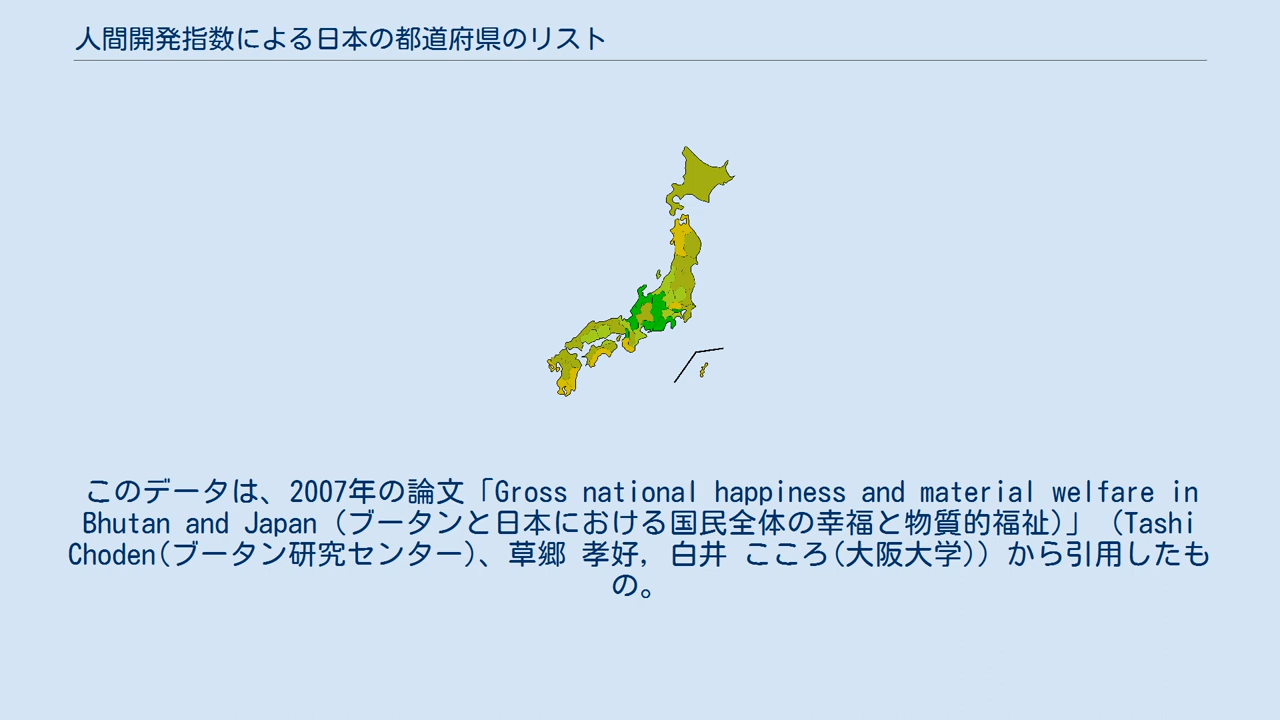 人間開発指数による日本の都道府県のリスト
このデータは、2007年の論文「Gross national happiness and material welfare in
Bhutan and Japan（ブータンと日本における国民全体の幸福と物質的福祉)」（Tashi
Choden(ブータン研究センター)、草郷 孝好, 白井 こころ(大阪大学)）から引用したも
の。